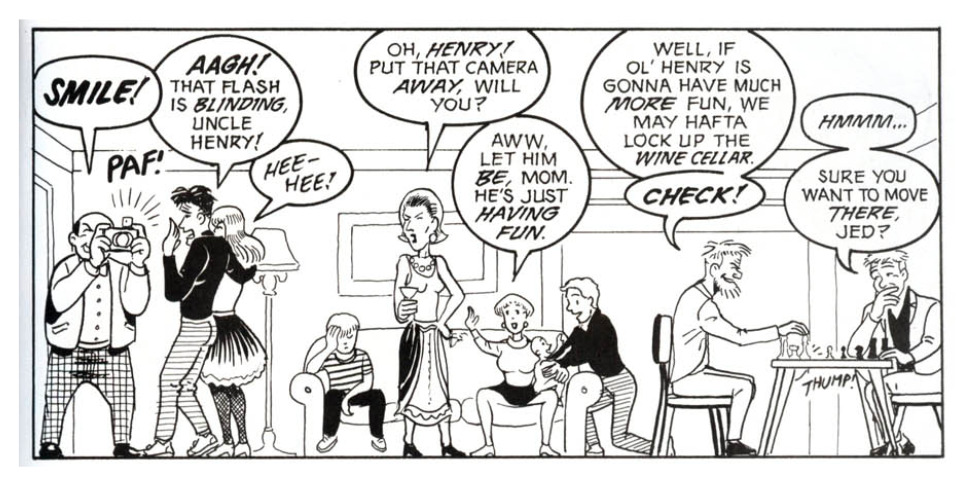 SMILE!
PAF!
AAGH!
THAT FLASH
IS BLINDING,
UNCLE
HENRY!
HEE-
HEE!
OH, HENRY!
PUT THAT CAMERA
AWAY, WILL
YOU?
AWW,
LET HIM
BE, MOM.
HE'S JUST
HAVING
FUN.
WELL, IF
OL' HENRY IS
GONNA HAVE MUCH
MORE FUN, WE
MAY HAFTA
LOCK UP THE
WINE CELLAR.
CHECK!
THUMP!
HMMM...
SURE YOU
WANT TO MOVE
THERE,
JED?